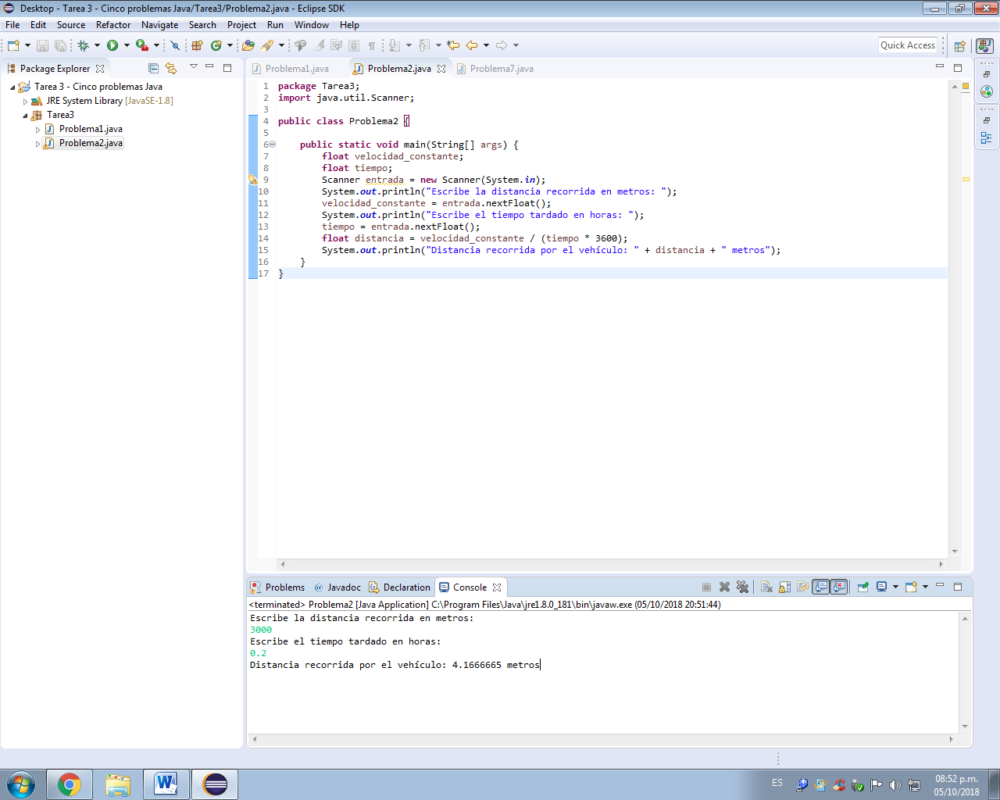 Desktop - Tarea 3 - Cinco problemas Java/Tarea3/Problema2.java - Eclipse SDK
File Edit Source Refactor Navigate Search Project Run Window Help
Quick Access
Package Explorer
Tarea 3 - Cinco problemas Java
JRE System Library [JavaSE-1.8]
Tarea3
Problema1.java
Problema2.java
Problema1.java Problema2.java Problema7.java
1 package Tarea3;
2 import java.util.Scanner;
3
4 public class Problema2 {
5
6 public static void main(String[] args) {
7 float velocidad_constante;
8 float tiempo;
9 Scanner entrada = new Scanner(System.in);
10 System.out.println("Escribe la distancia recorrida en metros: ");
11 velocidad_constante = entrada.nextFloat();
12 System.out.println("Escribe el tiempo tardado en horas: ");
13 tiempo = entrada.nextFloat();
14 float distancia = velocidad_constante / (tiempo * 3600);
15 System.out.println("Distancia recorrida por el vehículo: " + distancia + " metros");
16 }
17 }
Problems @ Javadoc Declaration Console
<terminated> Problema2 [Java Application] C:\Program Files\Java\jre1.8.0_181\bin\javaw.exe (05/10/2018 20:51:44)
Escribe la distancia recorrida en metros:
3000
Escribe el tiempo tardado en horas:
0.2
Distancia recorrida por el vehículo: 4.1666665 metros
ES
08:52 p.m.
05/10/2018